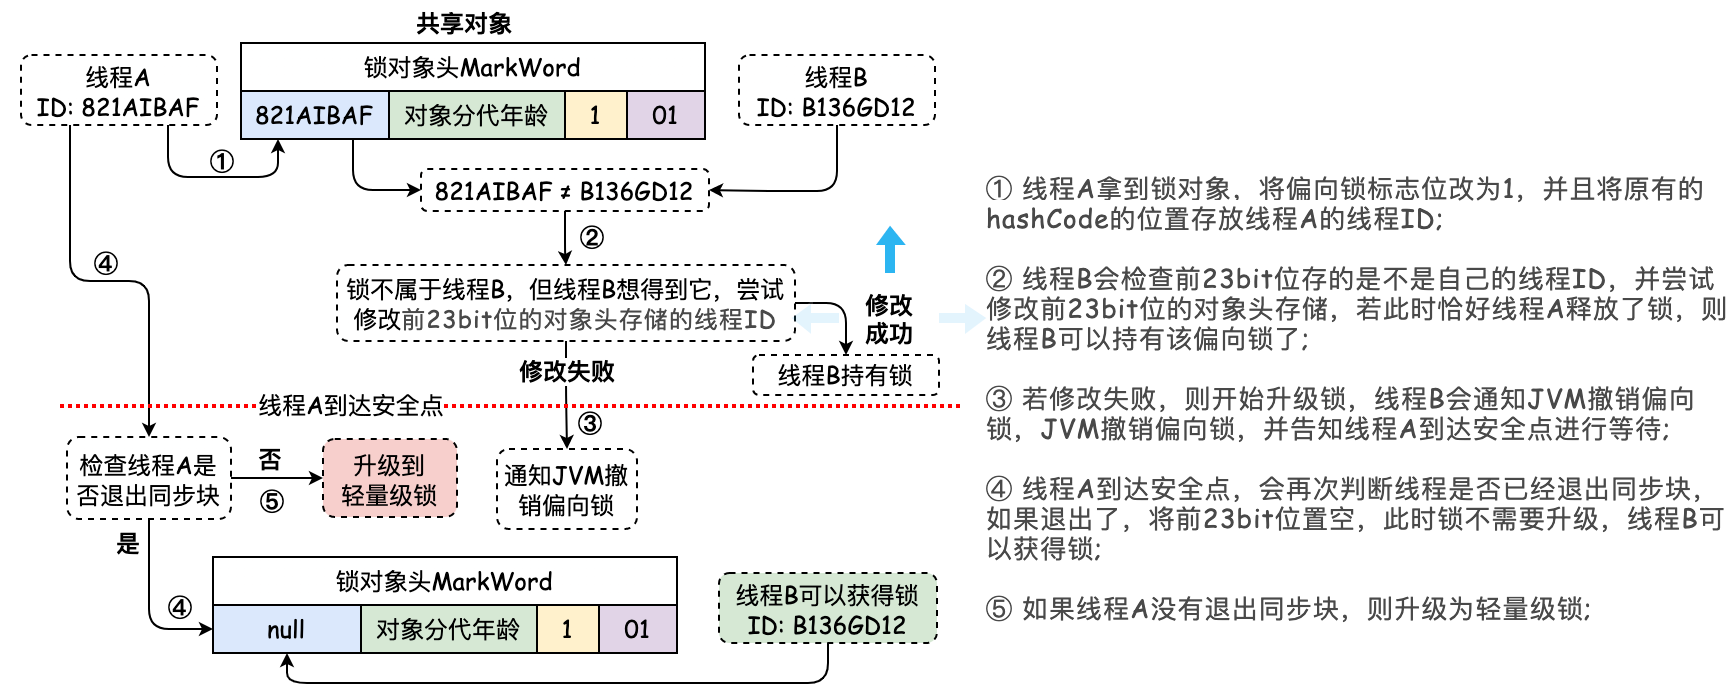 共享对象
线程A
ID: 821AIBAF
锁对象头MarkWord
821AIBAF 对象分代年龄 1 01
线程B
ID: B136GD12
①
821AIBAF ≠ B136GD12
②
④
锁不属于线程B，但线程B想得到它，尝试
修改前23bit位的对象头存储的线程ID
修改
成功
线程B持有锁
修改失败
线程A到达安全点
③
检查线程A是
否退出同步块
否
⑤
升级到
轻量级锁
通知JVM撤
销偏向锁
是
④
锁对象头MarkWord
null 对象分代年龄 1 01
线程B可以获得锁
ID: B136GD12
① 线程A拿到锁对象，将偏向锁标志位改为1，并且将原有的
hashCode的位置存放线程A的线程ID;
② 线程B会检查前23bit位存的是不是自己的线程ID，并尝试
修改前23bit位的对象头存储，若此时恰好线程A释放了锁，则
线程B可以持有该偏向锁了;
③ 若修改失败，则开始升级锁，线程B会通知JVM撤销偏向
锁，JVM撤销偏向锁，并告知线程A到达安全点进行等待;
④ 线程A到达安全点，会再次判断线程是否已经退出同步块，
如果退出了，将前23bit位置空，此时锁不需要升级，线程B可
以获得锁;
⑤ 如果线程A没有退出同步块，则升级为轻量级锁;